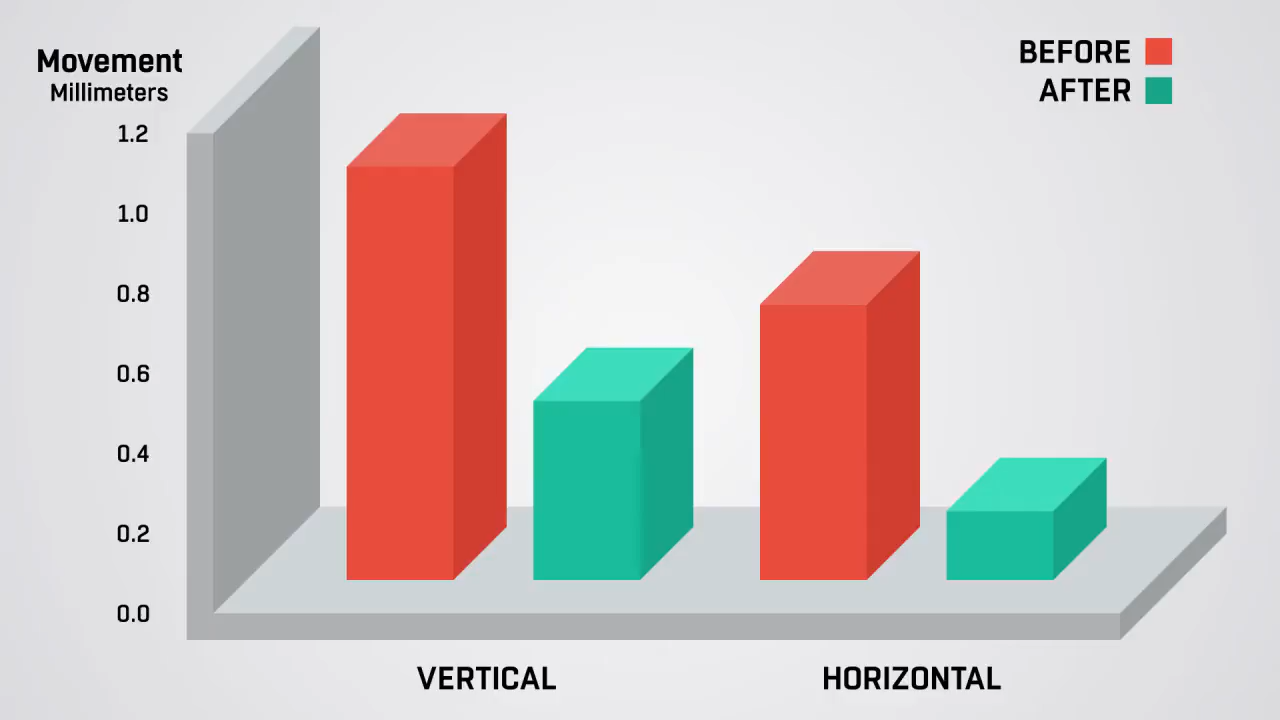 Movement
Millimeters
BEFORE
AFTER
1.2
1.0
0.8
0.6
0.4
0.2
0.0
VERTICAL
HORIZONTAL